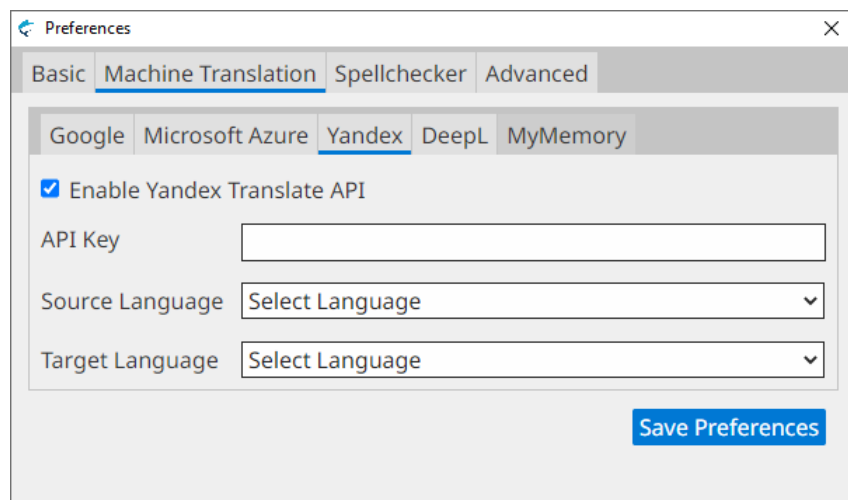 Preferences
Basic Machine Translation Spellchecker Advanced
Google Microsoft Azure Yandex DeepL MyMemory
Enable Yandex Translate API
API Key
Source Language Select Language
Target Language Select Language
Save Preferences